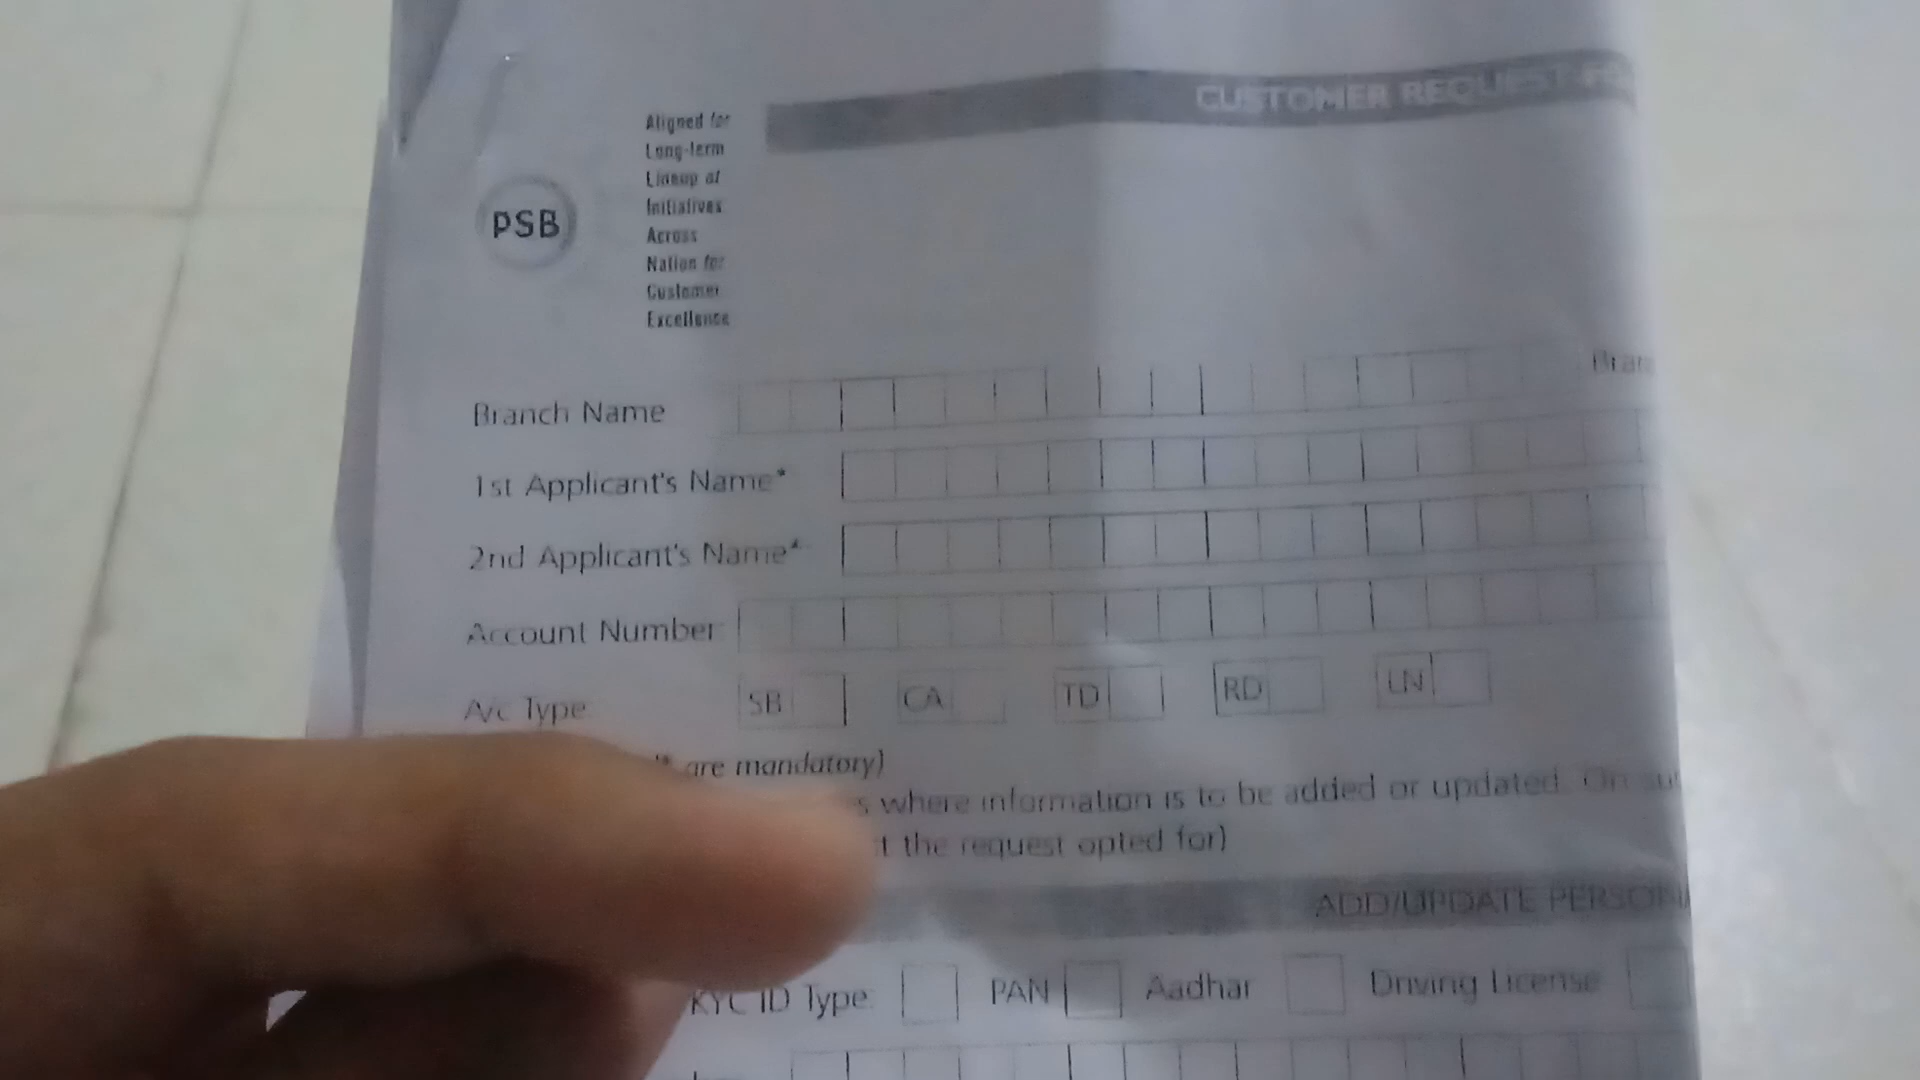 CUSTOMER REQUEST
Aligned for
Long-term
Lineup of
Initiatives
Across
Nation for
Customer
Excellence
PSB
Branch Name
1st Applicant's Name*
2nd Applicant's Name*
Account Number
A/c Type
SB CA TD RD LN
are mandatory)
where information is to be added or updated. On
the request opted for)
ADD/UPDATE
KYC ID Type: PAN Aadhar Driving License